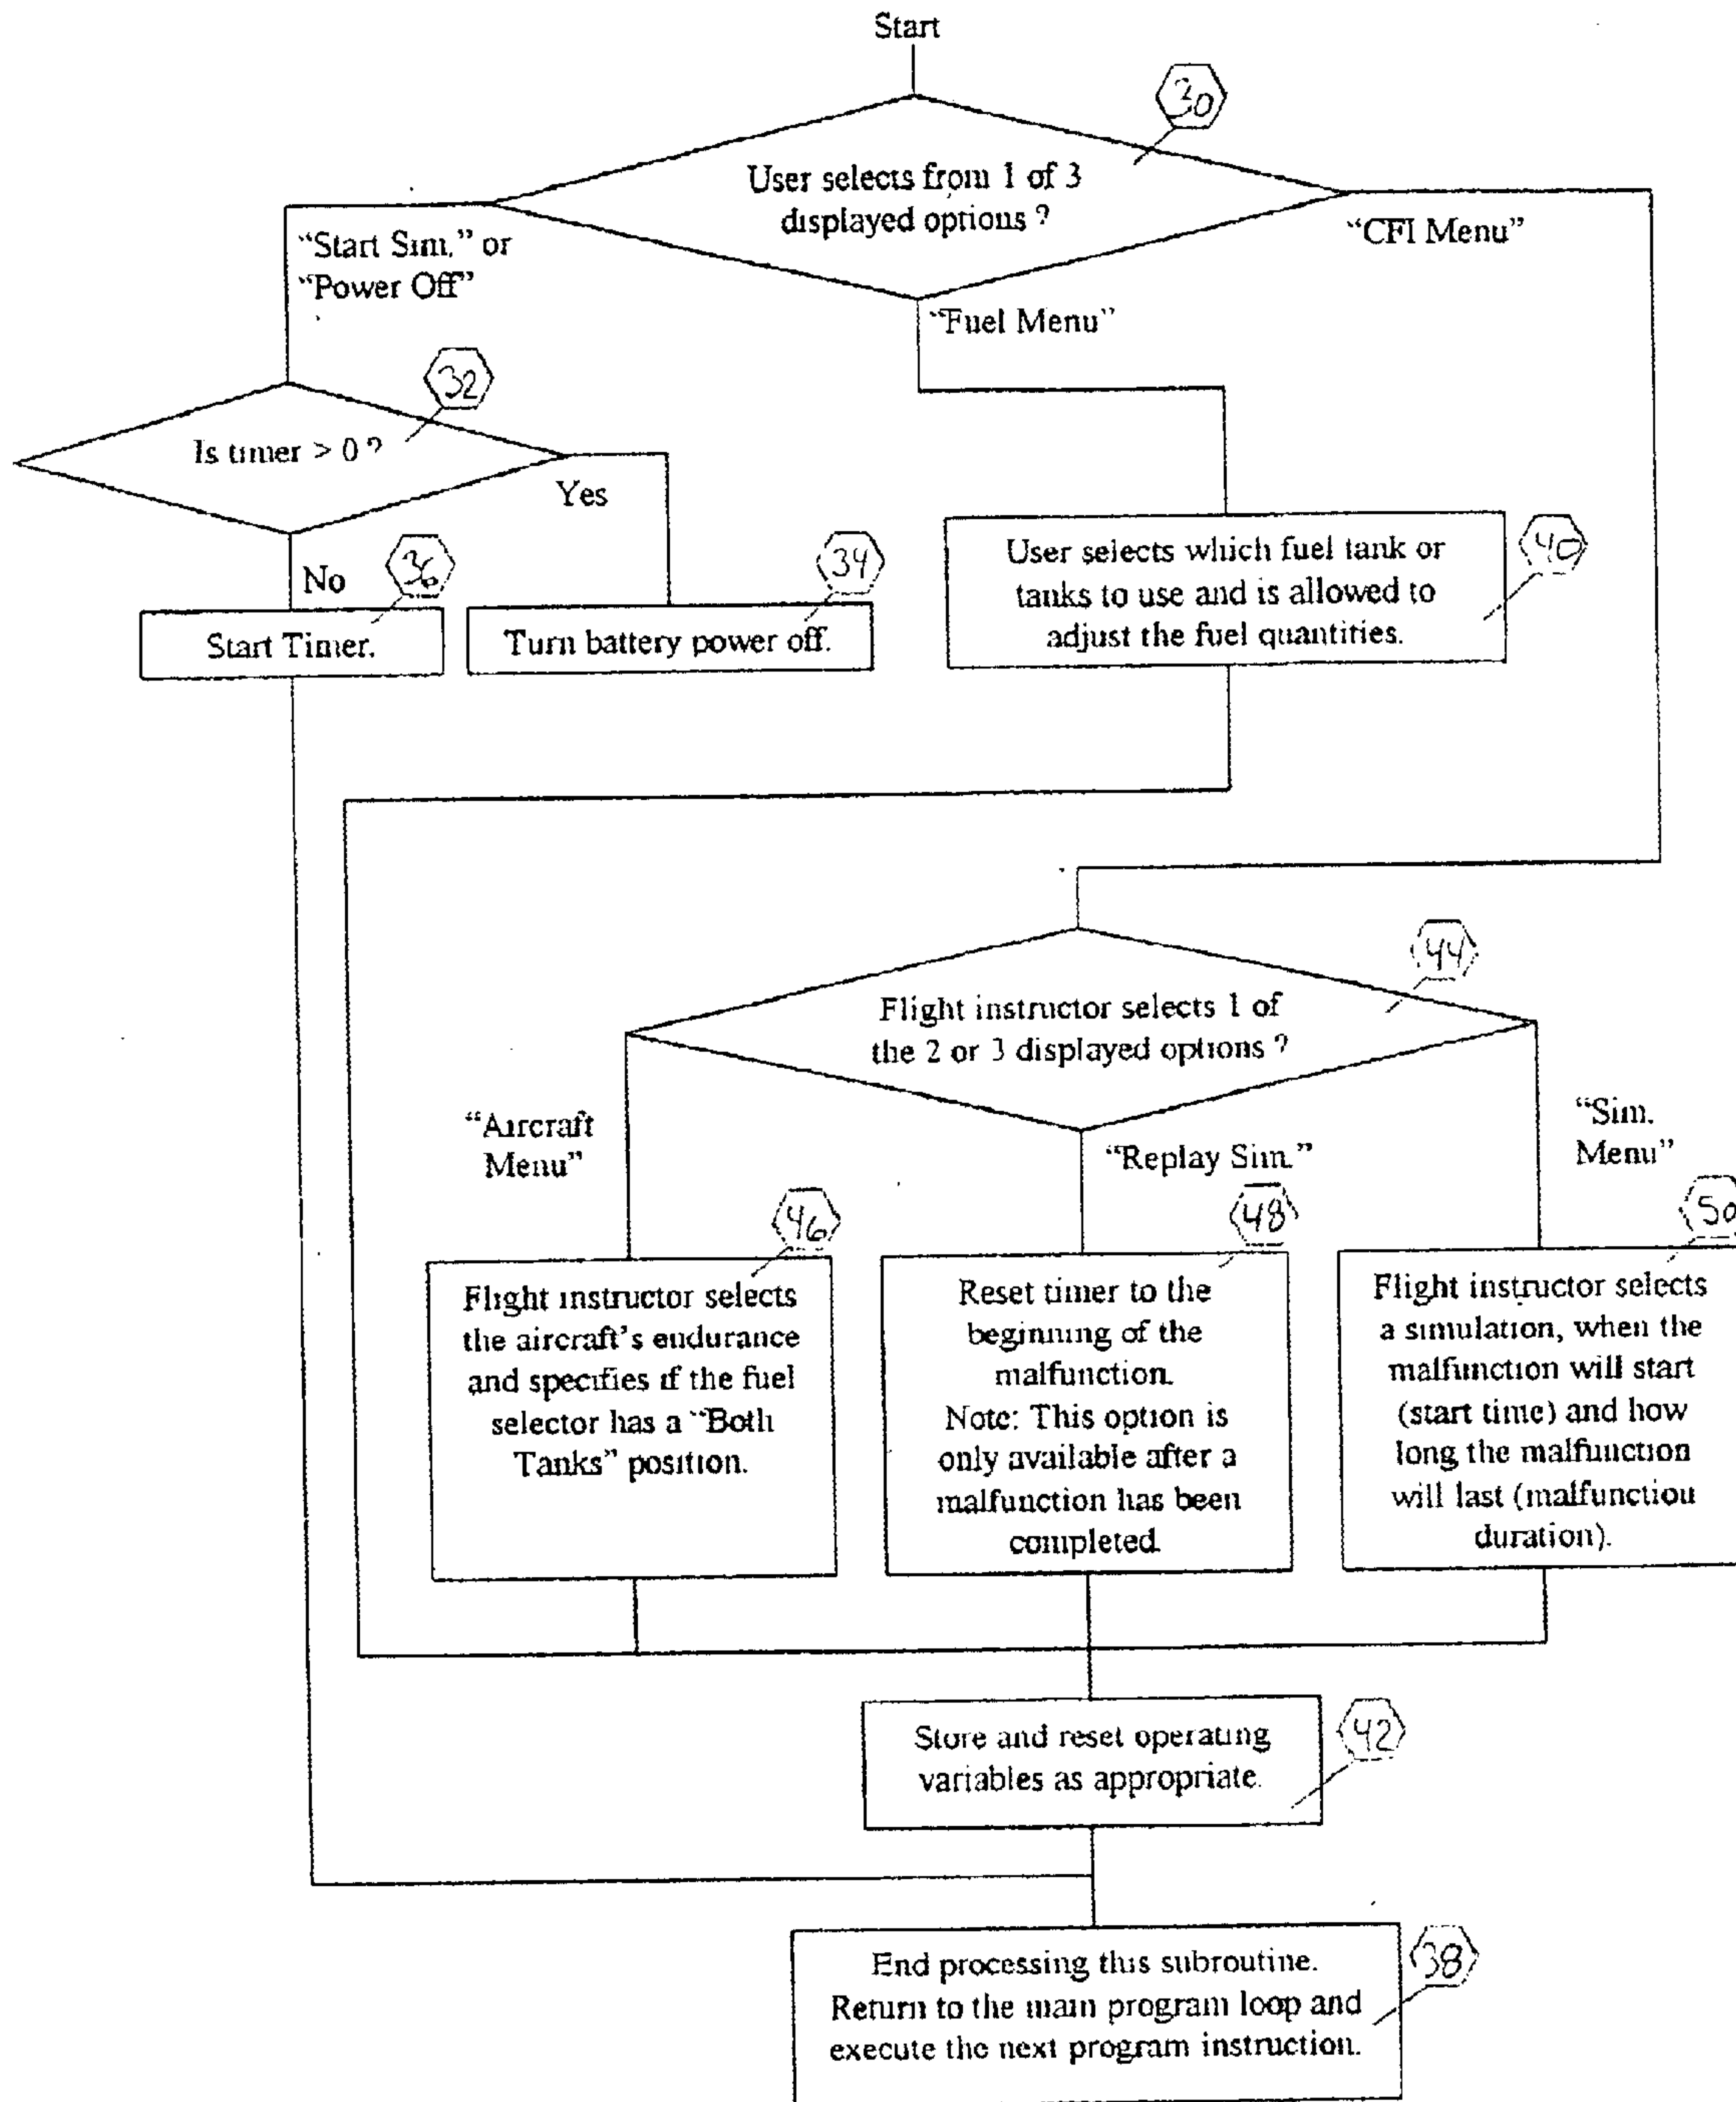 Start
30
User selects from 1 of 3
displayed options ?
"Start Sim." or
"Power Off"
"Fuel Menu"
"CFI Menu"
32
Is timer > 0 ?
Yes
No
36
Start Timer.
34
Turn battery power off.
40
User selects which fuel tank or
tanks to use and is allowed to
adjust the fuel quantities.
44
Flight instructor selects 1 of
the 2 or 3 displayed options ?
"Aircraft
Menu"
"Replay Sim."
"Sim.
Menu"
46
Flight instructor selects
the aircraft's endurance
and specifies if the fuel
selector has a "Both
Tanks" position.
48
Reset timer to the
beginning of the
malfunction.
Note: This option is
only available after a
malfunction has been
completed.
50
Flight instructor selects
a simulation, when the
malfunction will start
(start time) and how
long the malfunction
will last (malfunction
duration).
42
Store and reset operating
variables as appropriate.
38
End processing this subroutine.
Return to the main program loop and
execute the next program instruction.